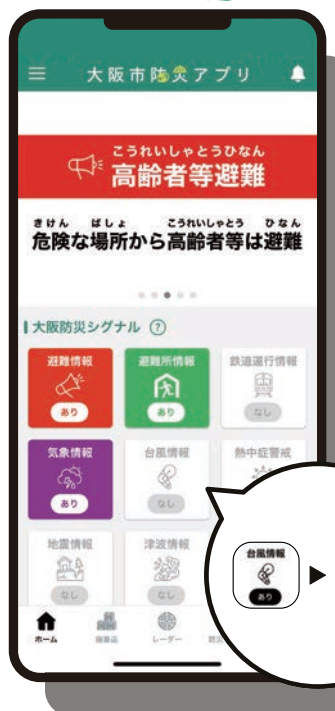 大阪市防災アプリ
こうれいしゃとうひなん
高齢者等避難
きけん ばしょ こうれいしゃとう ひなん
危険な場所から高齢者等は避難
大阪防災シグナル ?
避難情報 避難所情報 鉄道運行情報
あり あり なし
気象情報 台風情報 熱中症警戒
あり なし
地震情報 津波情報
なし なし
台風情報
あり
ホーム 備蓄品 レーダー 防災